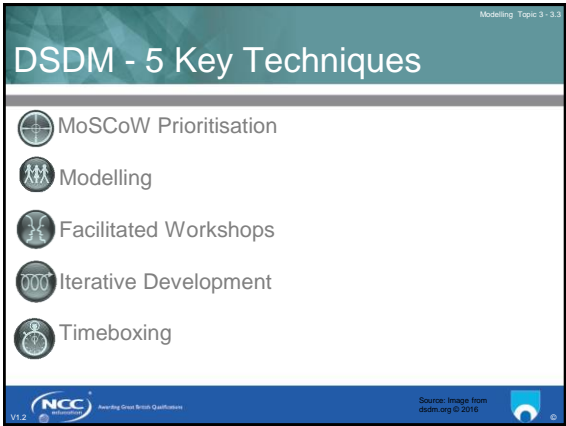 Modelling Topic 3 - 3.3
DSDM - 5 Key Techniques
MoSCoW Prioritisation
Modelling
Facilitated Workshops
Iterative Development
Timeboxing
V1.2
NCC
education
Awarding Great British Qualifications
Source: Image from
dsdm.org © 2016
©